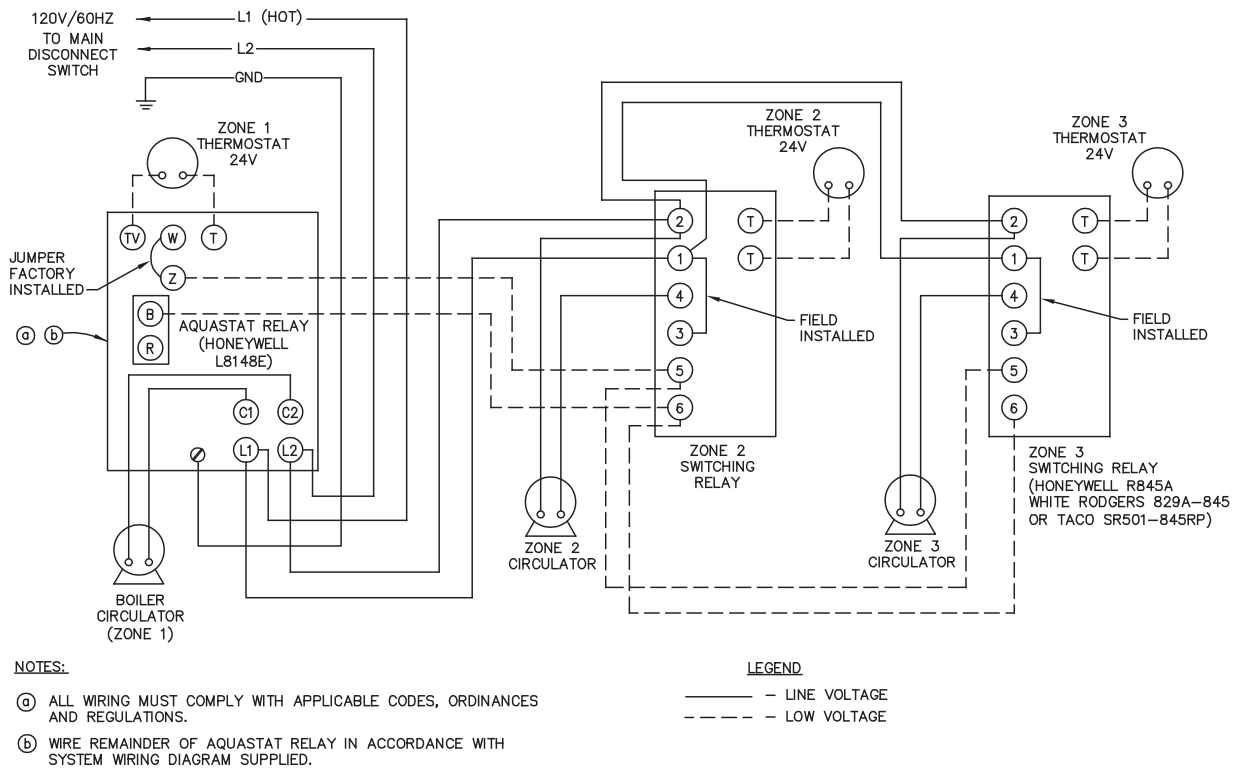 120V/60HZ
TO MAIN
DISCONNECT
SWITCH
L1 (HOT)
L2
GND
ZONE 1
THERMOSTAT
24V
TV
W
T
Z
JUMPER
FACTORY
INSTALLED
B
R
AQUASTAT RELAY
(HONEYWELL
L8148E)
a b
C1
C2
L1
L2
BOILER
CIRCULATOR
(ZONE 1)
ZONE 2
THERMOSTAT
24V
2
T
1
T
4
3
5
6
FIELD
INSTALLED
ZONE 2
SWITCHING
RELAY
ZONE 2
CIRCULATOR
ZONE 3
THERMOSTAT
24V
2
T
1
T
4
3
5
6
FIELD
INSTALLED
ZONE 3
SWITCHING RELAY
(HONEYWELL R845A
WHITE RODGERS 829A-845
OR TACO SR501-845RP)
ZONE 3
CIRCULATOR
NOTES:
a ALL WIRING MUST COMPLY WITH APPLICABLE CODES, ORDINANCES
AND REGULATIONS.
b WIRE REMAINDER OF AQUASTAT RELAY IN ACCORDANCE WITH
SYSTEM WIRING DIAGRAM SUPPLIED.
LEGEND
- LINE VOLTAGE
- LOW VOLTAGE